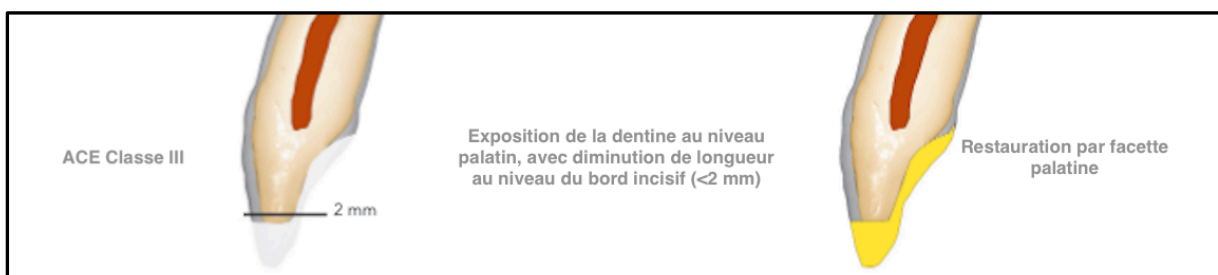 ACE Classe III
2 mm
Exposition de la dentine au niveau
palatin, avec diminution de longueur
au niveau du bord incisif (<2 mm)
Restauration par facette
palatine